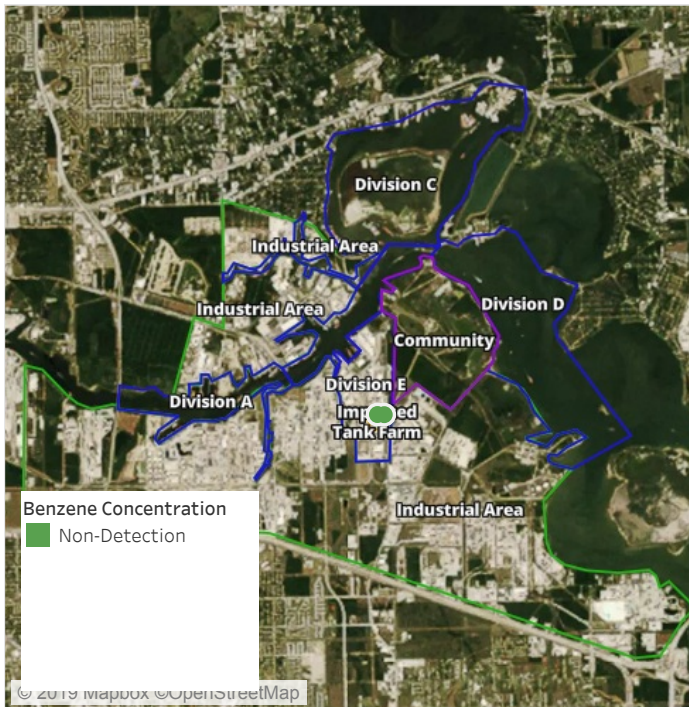 Division C
Industrial Area
Division D
Industrial Area
Community
Division E
Division A
Tank Farm
Industrial Area
Benzene Concentration
Non-Detection
© 2019 Mapbox ©OpenStreetMap